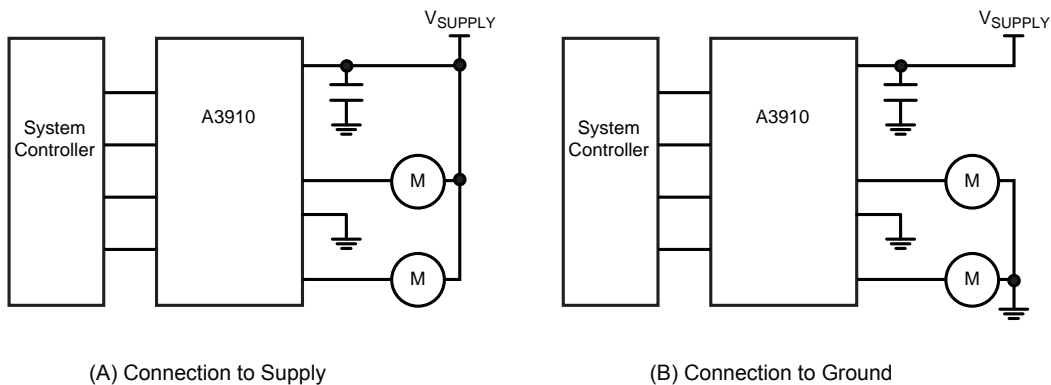 VSUPPLY
System
Controller
A3910
M
M
(A) Connection to Supply
VSUPPLY
System
Controller
A3910
M
M
(B) Connection to Ground